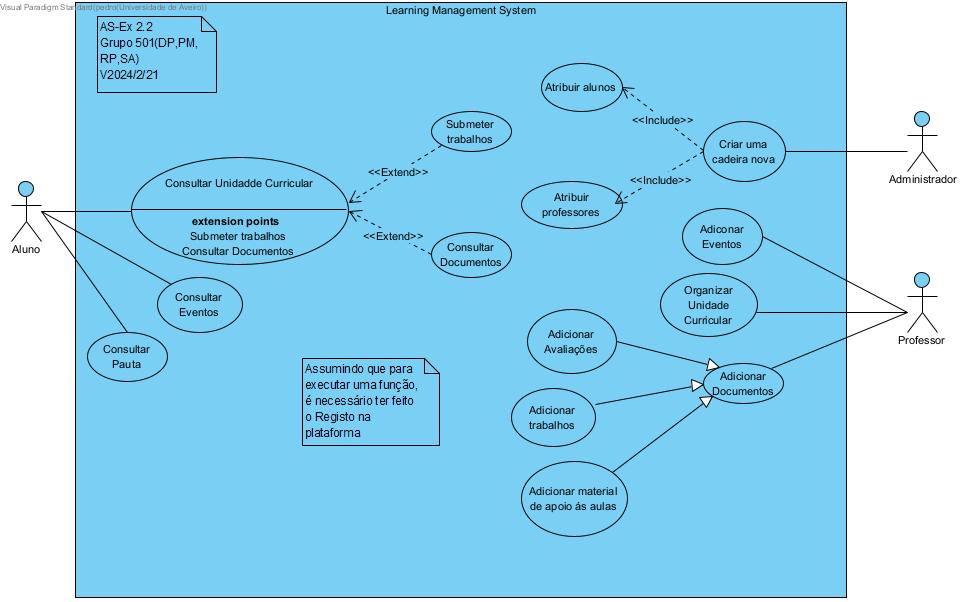 Visual Paradigm Standard(pedro(Universidade de Aveiro))
Learning Management System
AS-Ex 2.2
Grupo 501(DP,PM,
RP,SA)
V2024/2/21
Atribuir alunos
<<Include>>
Submeter
trabalhos
Criar uma
cadeira nova
Administrador
<<Extend>>
<<Include>>
Consultar Unidadde Curricular
extension points
Submeter trabalhos
Consultar Documentos
Atribuir
professores
<<Extend>>
Aluno
Consultar
Documentos
Adiconar
Eventos
Consultar
Eventos
Organizar
Unidade
Curricular
Professor
Consultar
Pauta
Adicionar
Avaliações
Assumindo que para
executar uma função,
é necessário ter feito
o Registo na
plataforma
Adicionar
Documentos
Adicionar
trabalhos
Adicionar material
de apoio ás aulas